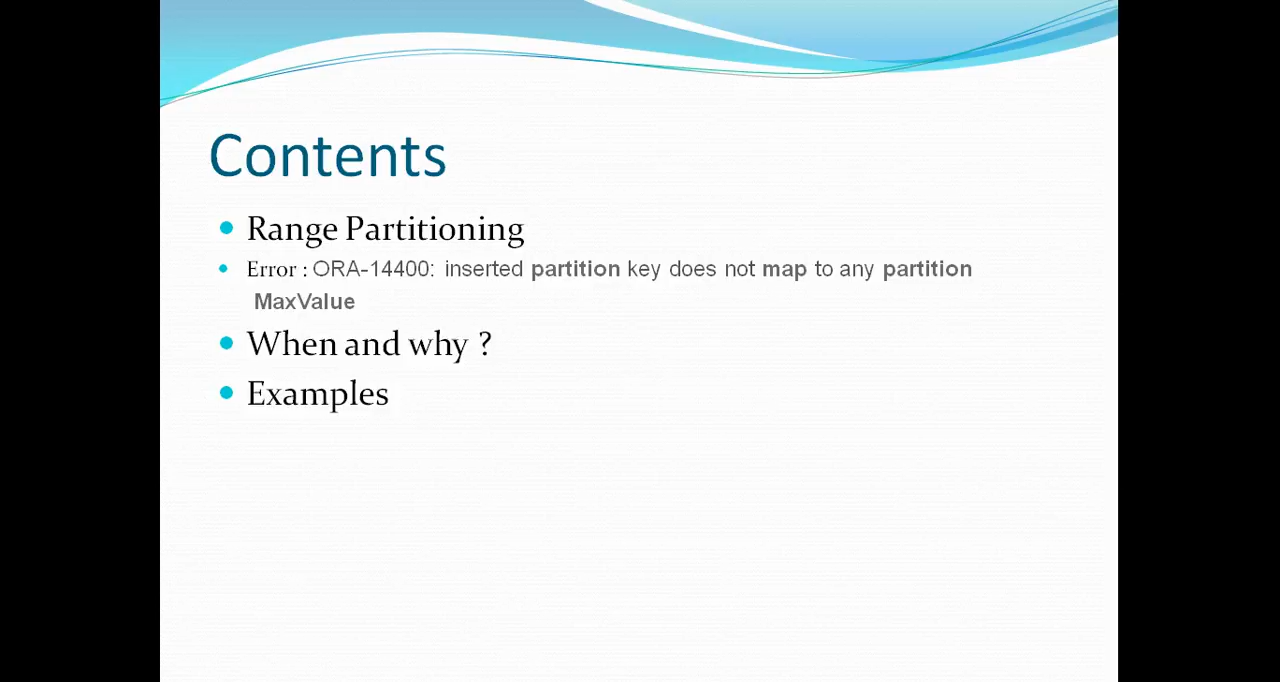 Contents
Range Partitioning
Error : ORA-14400: inserted partition key does not map to any partition
MaxValue
When and why ?
Examples